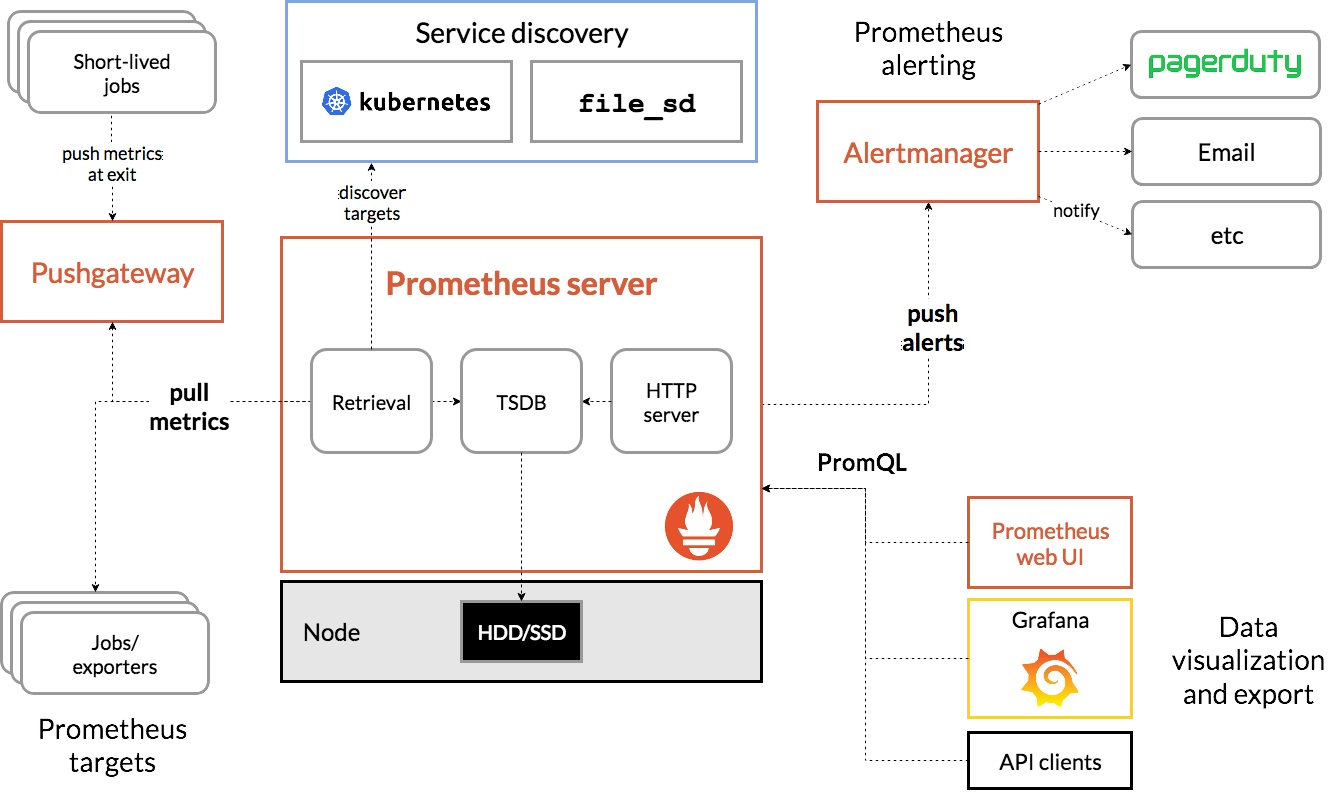 Short-lived
jobs
push metrics
at exit
Pushgateway
Service discovery
kubernetes
file_sd
discover
targets
Prometheus server
Retrieval
TSDB
HTTP
server
pull
metrics
Node
HDD/SSD
Jobs/
exporters
Prometheus
targets
Prometheus
alerting
Alertmanager
pagerduty
Email
notify
etc
push
alerts
PromQL
Prometheus
web UI
Grafana
API clients
Data
visualization
and export